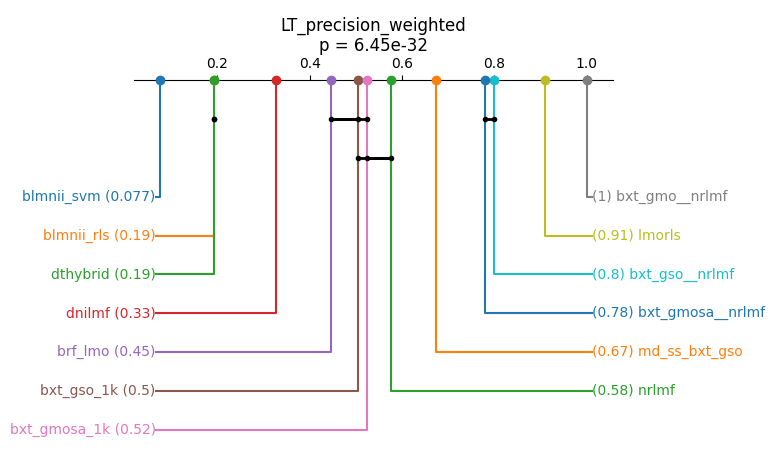 LT_precision_weighted
p = 6.45e-32
0.2 0.4 0.6 0.8 1.0
blmnii_svm (0.077)
(1) bxt_gmo__nrlmf
blmnii_rls (0.19)
(0.91) lmorls
dthybrid (0.19)
(0.8) bxt_gso__nrlmf
dnilmf (0.33)
(0.78) bxt_gmosa__nrlmf
brf_lmo (0.45)
(0.67) md_ss_bxt_gso
bxt_gso_1k (0.5)
(0.58) nrlmf
bxt_gmosa_1k (0.52)